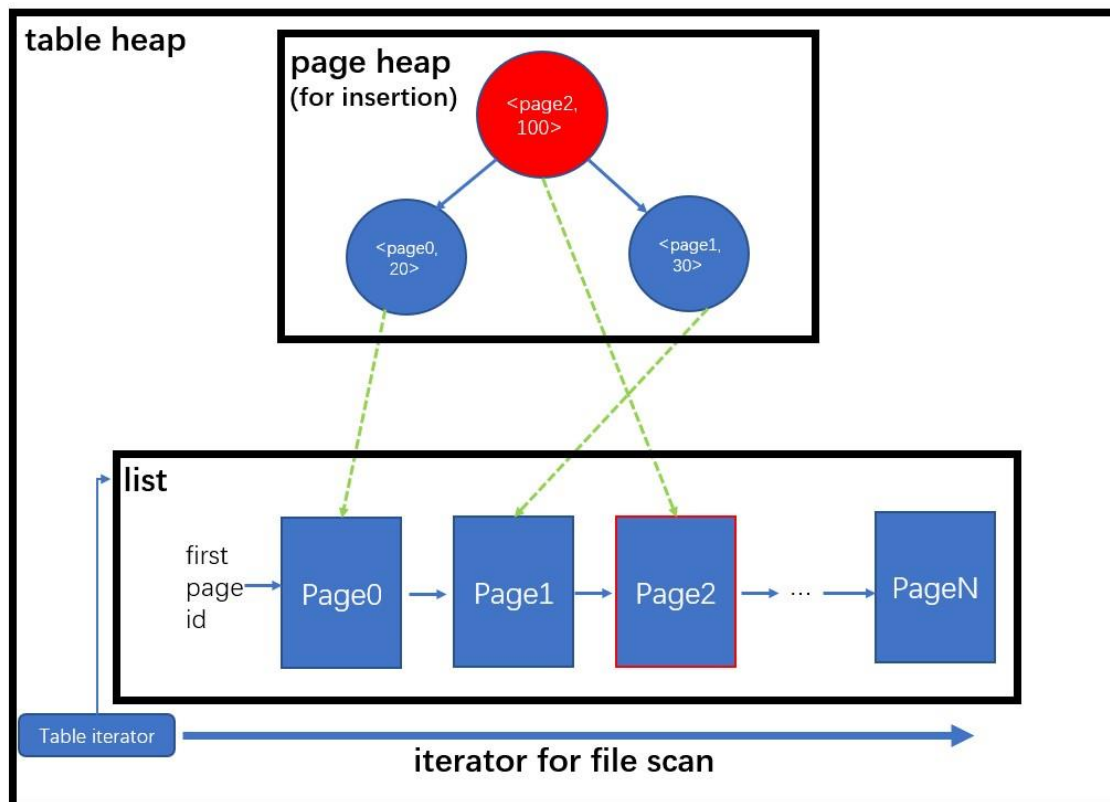 table heap
page heap
(for insertion)
<page2,
100>
<page0,
20>
<page1,
30>
list
first
page
id
Page0
Page1
Page2
...
PageN
Table iterator
iterator for file scan